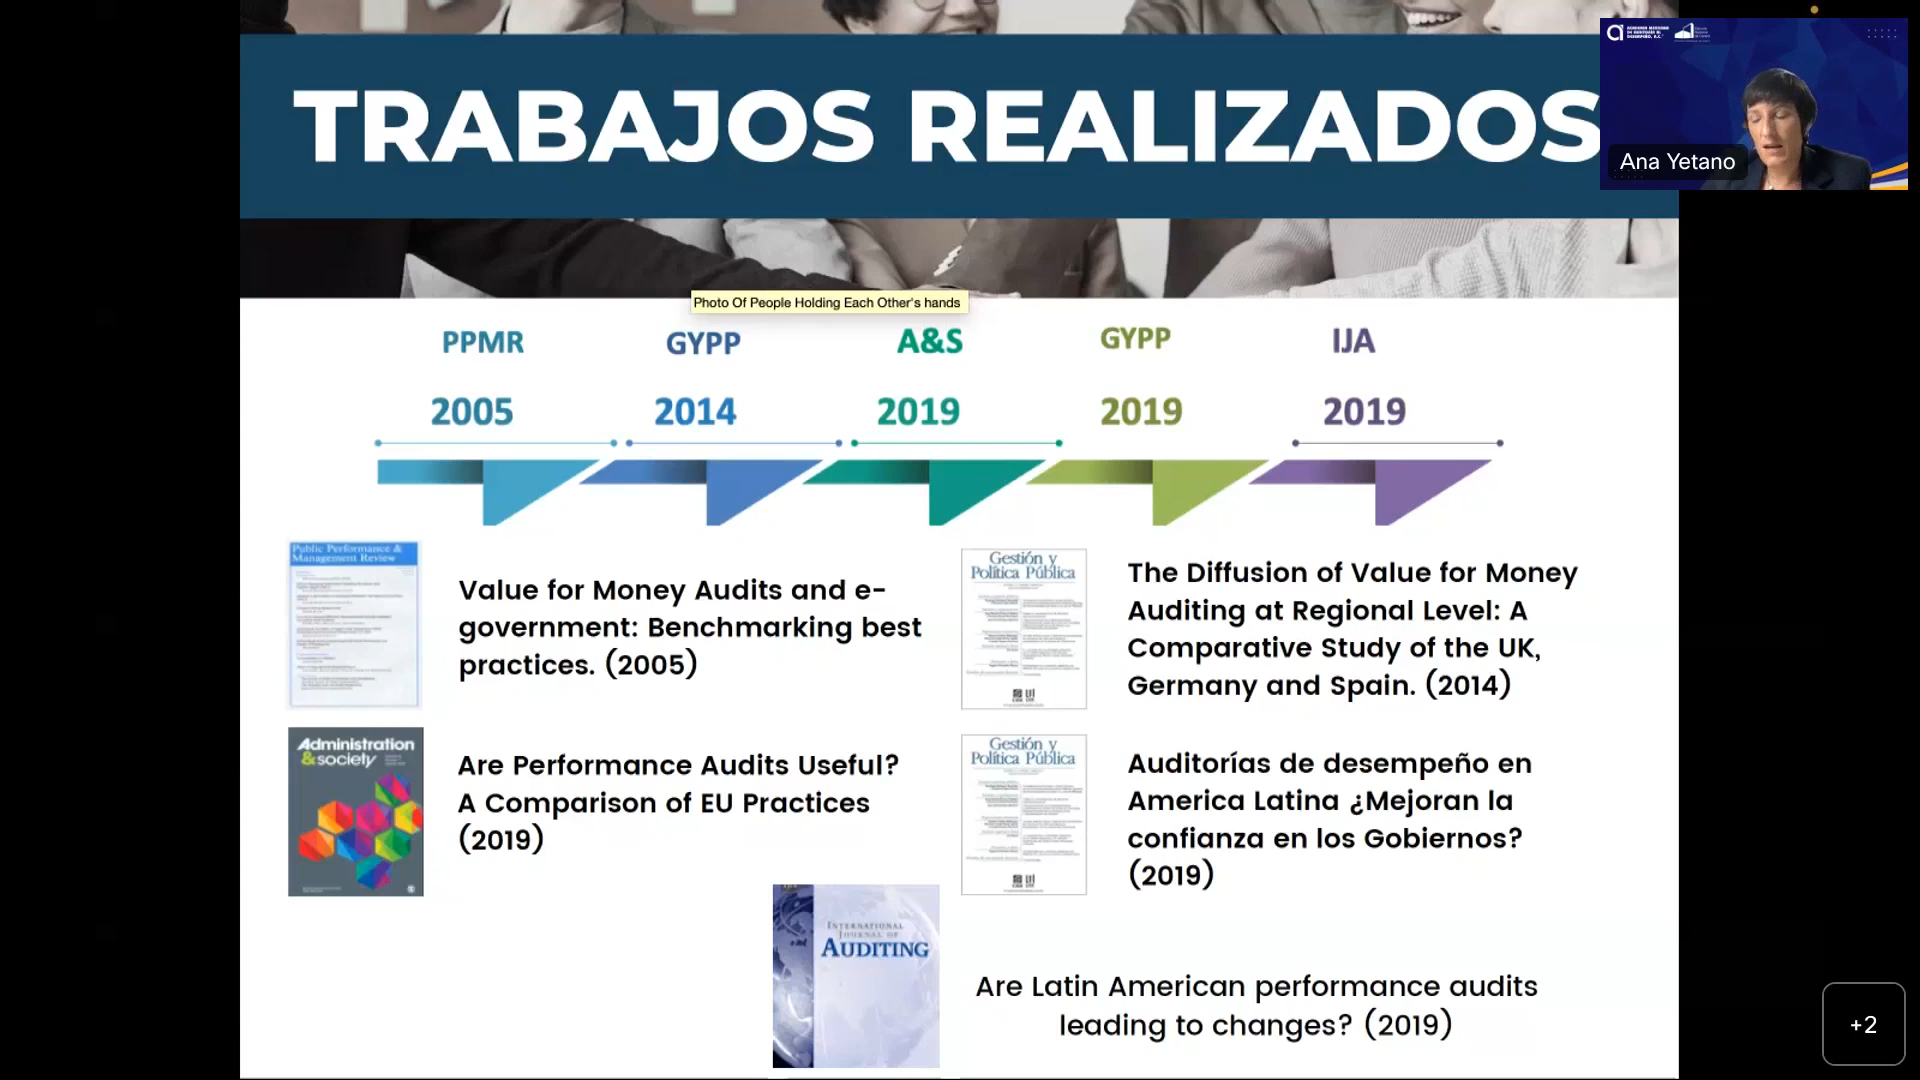 TRABAJOS REALIZADOS
Ana Yetano
Photo Of People Holding Each Other's hands
PPMR
GYPP
A&S
GYPP
IJA
2005
2014
2019
2019
2019
Public Performance &
Management Review
Value for Money Audits and e-
government: Benchmarking best
practices. (2005)
Gestión y
Política Pública
The Diffusion of Value for Money
Auditing at Regional Level: A
Comparative Study of the UK,
Germany and Spain. (2014)
Administration
&society
Are Performance Audits Useful?
A Comparison of EU Practices
(2019)
Gestión y
Política Pública
Auditorías de desempeño en
America Latina ¿Mejoran la
confianza en los Gobiernos?
(2019)
INTERNATIONAL
JOURNAL OF
AUDITING
Are Latin American performance audits
leading to changes? (2019)
+2